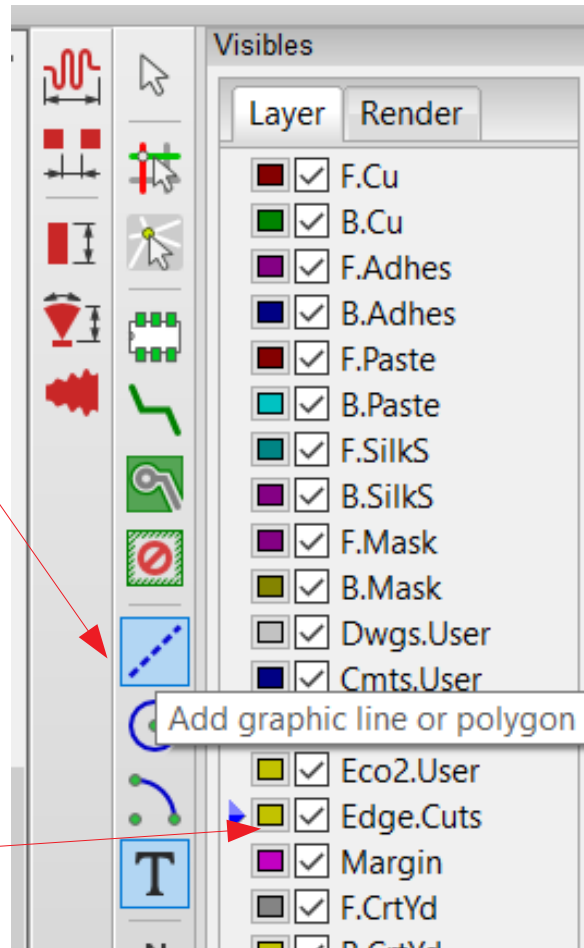 Visibles
Layer Render
F.Cu
B.Cu
F.Adhes
B.Adhes
F.Paste
B.Paste
F.SilkS
B.SilkS
F.Mask
B.Mask
Dwgs.User
Cmts.User
Add graphic line or polygon
Eco2.User
Edge.Cuts
Margin
T
F.CrtYd